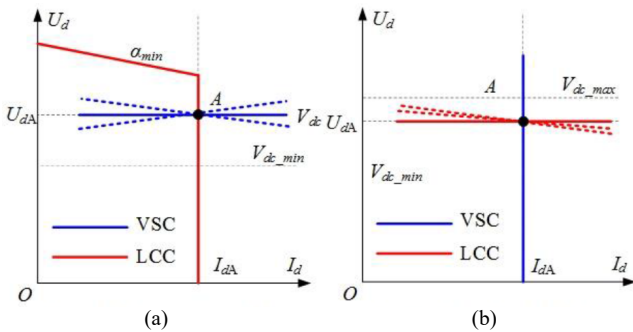 U_d
α_min
A
U_dA
V_dc
V_dc_min
VSC
LCC
I_dA
I_d
O
(a)
U_d
A
V_dc_max
U_dA
V_dc_min
VSC
LCC
I_dA
I_d
O
(b)